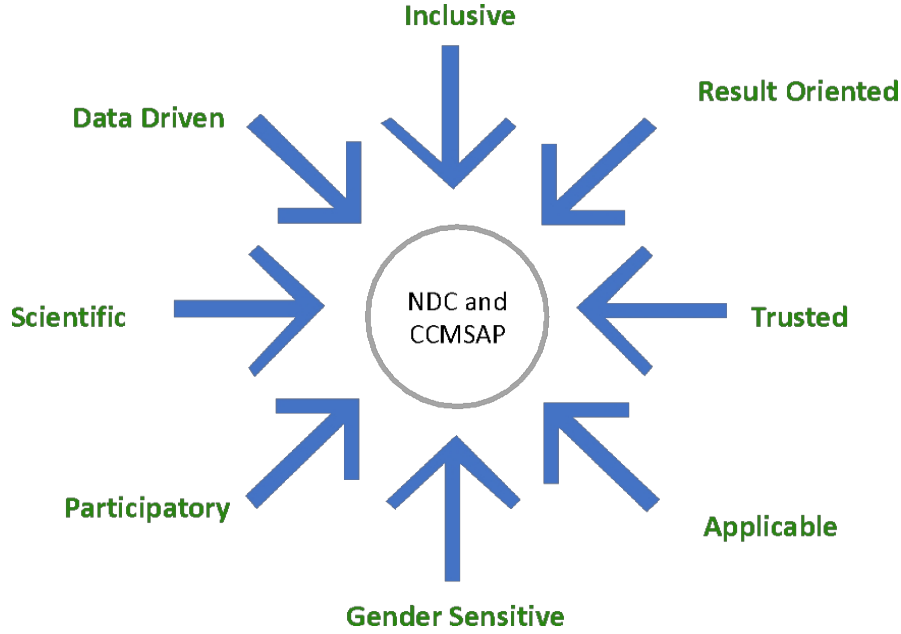 Inclusive
Result Oriented
Data Driven
NDC and
CCMSAP
Scientific
Trusted
Participatory
Applicable
Gender Sensitive